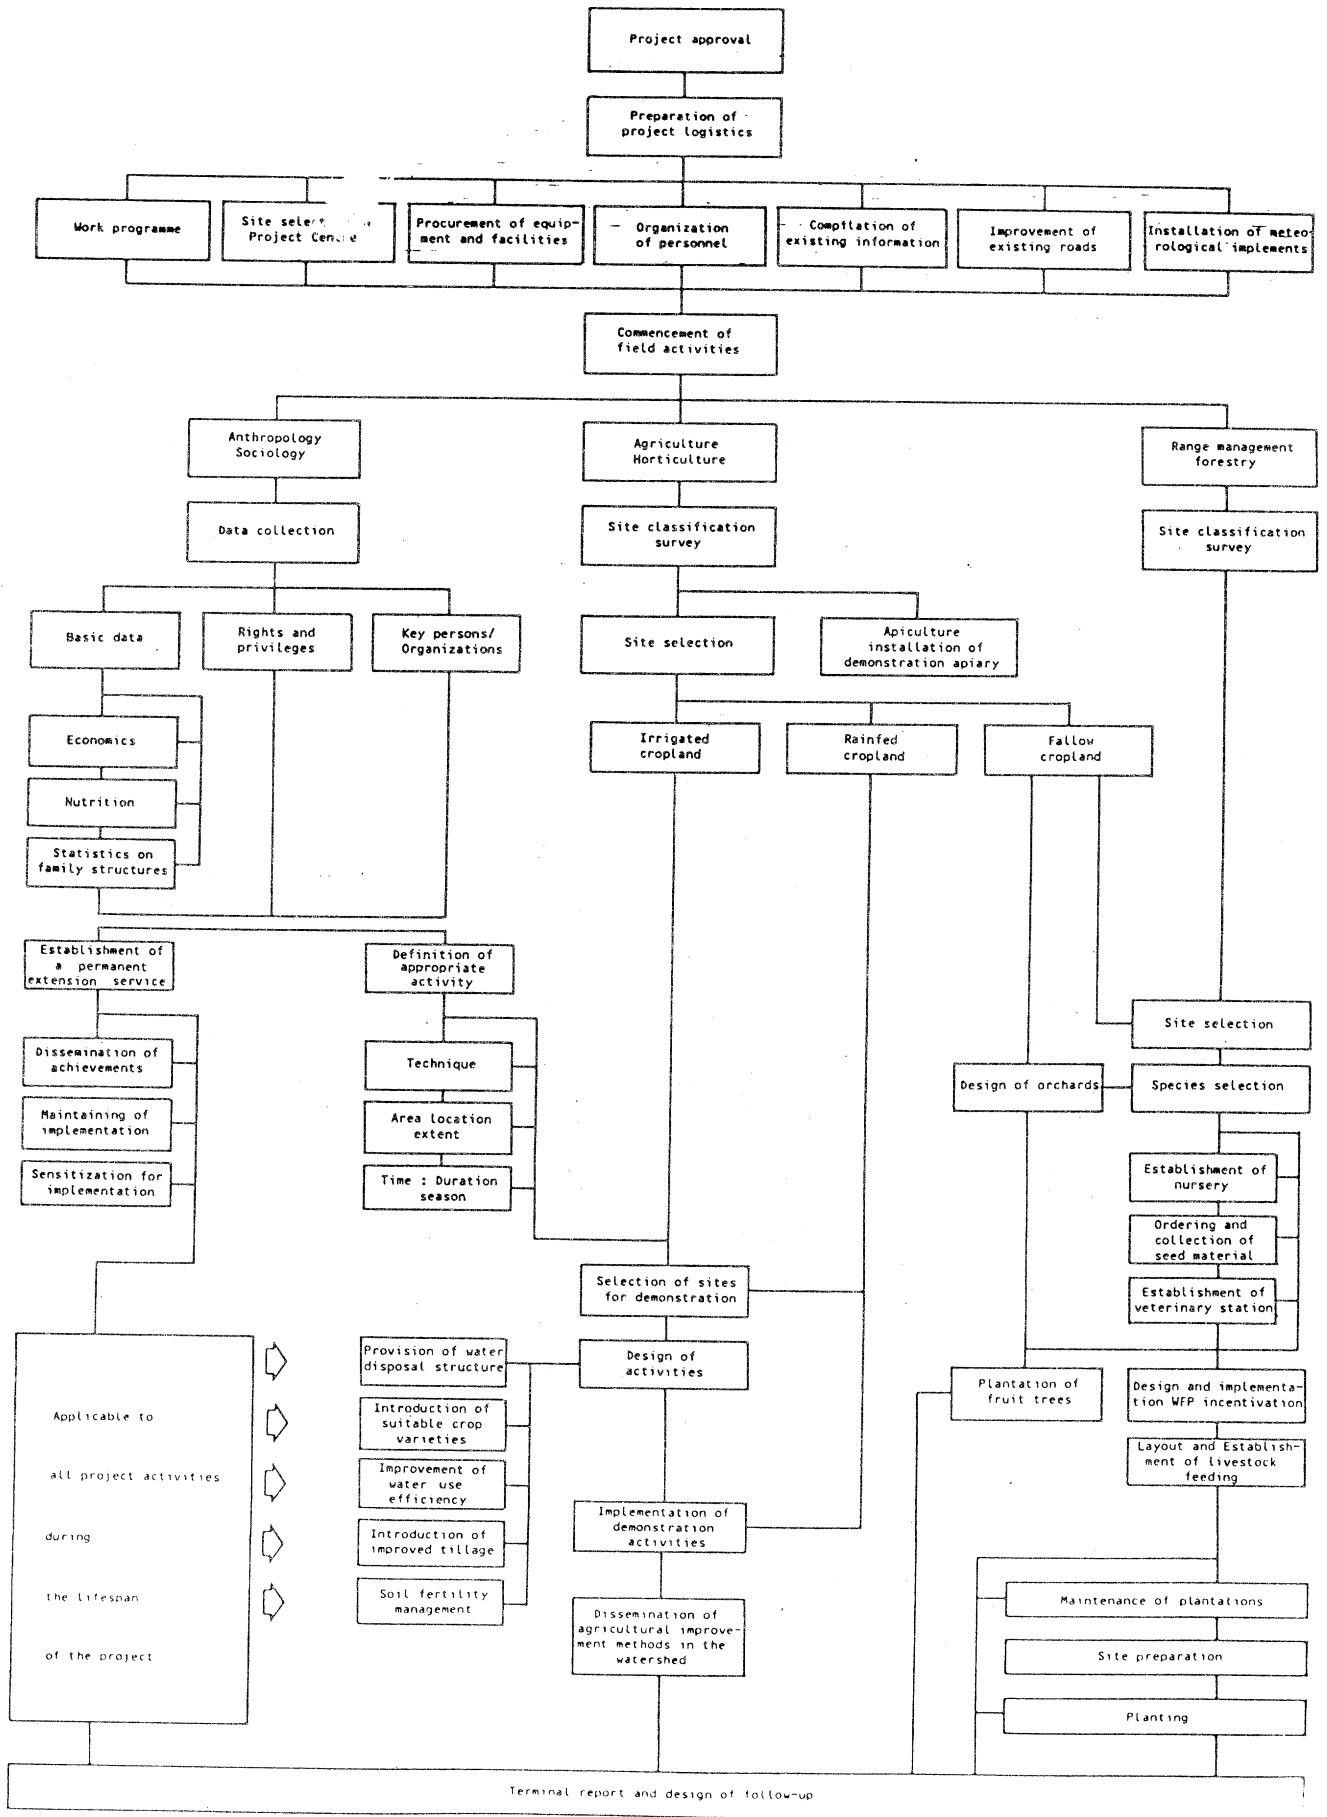 Project approval
Preparation of
project logistics
Work programme
Site selec
Project Centre
Procurement of equip-
ment and facilities
Organization
of personnel
Compilation of
existing information
Improvement of
existing roads
Installation of meteo-
rological implements
Commencement of
field activities
Anthropology
Sociology
Agriculture
Horticulture
Range management
forestry
Data collection
Site classification
survey
Site classification
survey
Basic data
Rights and
privileges
Key persons/
Organizations
Site selection
Apiculture
installation of
demonstration apiary
Economics
Irrigated
cropland
Rainfed
cropland
Fallow
cropland
Nutrition
Statistics on
family structures
Establishment of
a permanent
extension service
Definition of
appropriate
activity
Site selection
Dissemination of
achievements
Technique
Design of orchards
Species selection
Maintaining of
implementation
Area location
extent
Sensitization for
implementation
Time : Duration
season
Establishment of
nursery
Ordering and
collection of
seed material
Selection of sites
for demonstration
Establishment of
veterinary station
Provision of water
disposal structure
Design of
activities
Plantation of
fruit trees
Design and implementa-
tion WFP incentivation
Applicable to
Introduction of
suitable crop
varieties
Layout and Establish-
ment of livestock
feeding
all project activities
Improvement of
water use
efficiency
during
Introduction of
improved tillage
Implementation of
demonstration
activities
the lifespan
Soil fertility
management
Maintenance of plantations
of the project
Dissemination of
agricultural improve-
ment methods in the
watershed
Site preparation
Planting
Terminal report and design of follow-up